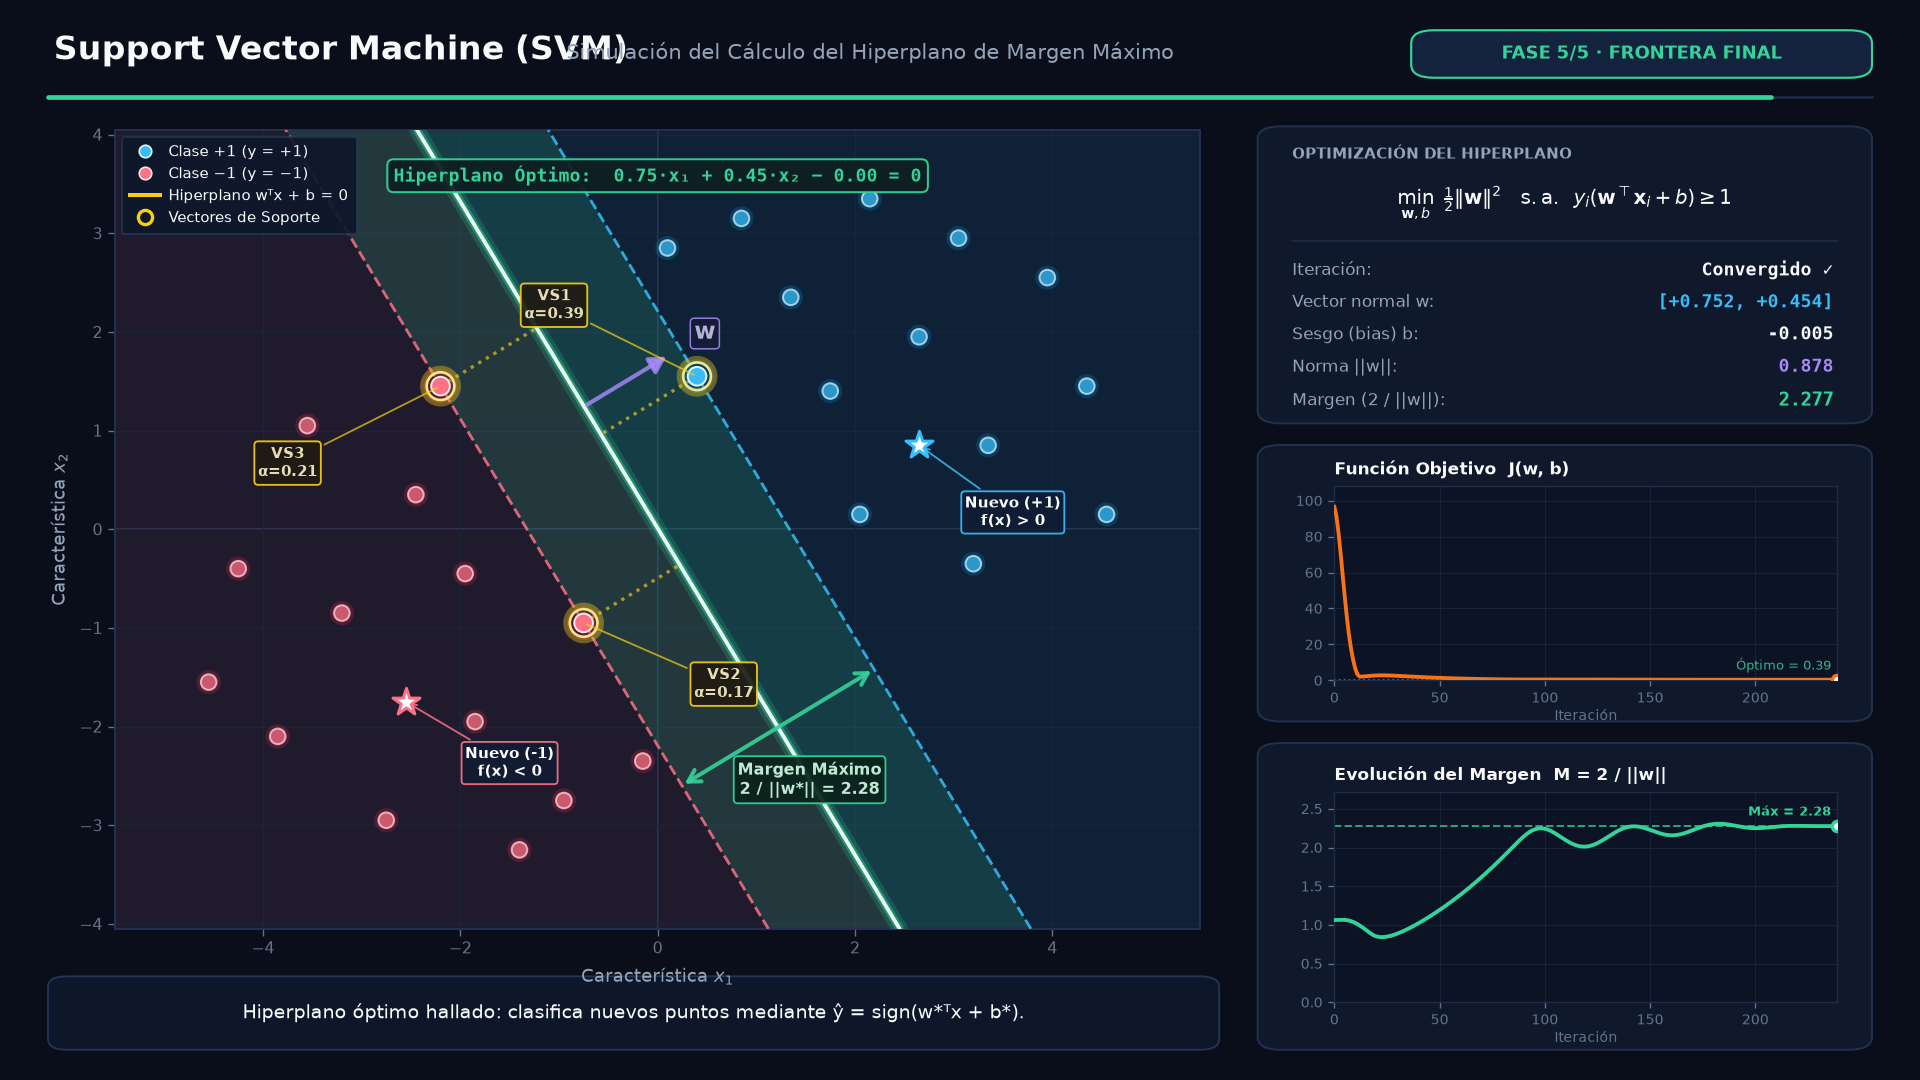 Support Vector Machine (SVM)
Simulación del Cálculo del Hiperplano de Margen Máximo
FASE 5/5 · FRONTERA FINAL
Clase +1 (y = +1)
Clase −1 (y = −1)
Hiperplano wᵀx + b = 0
Vectores de Soporte
Hiperplano Óptimo:  0.75·x₁ + 0.45·x₂ − 0.00 = 0
VS1
α=0.39
w
VS3
α=0.21
Nuevo (+1)
f(x) > 0
VS2
α=0.17
Nuevo (-1)
f(x) < 0
Margen Máximo
2 / ||w*|| = 2.28
4
3
2
1
0
−1
−2
−3
−4
Característica x₂
−4
−2
0
2
4
Característica x₁
Hiperplano óptimo hallado: clasifica nuevos puntos mediante ŷ = sign(w*ᵀx + b*).
OPTIMIZACIÓN DEL HIPERPLANO
min w, b ½‖w‖² s.a. yᵢ(w⊤xᵢ + b) ≥ 1
Iteración: Convergido ✓
Vector normal w: [+0.752, +0.454]
Sesgo (bias) b: -0.005
Norma ||w||: 0.878
Margen (2 / ||w||): 2.277
Función Objetivo  J(w, b)
100
80
60
40
20
0
Óptimo = 0.39
0
50
100
150
200
Iteración
Evolución del Margen  M = 2 / ||w||
2.5
2.0
1.5
1.0
0.5
0.0
Máx = 2.28
0
50
100
150
200
Iteración